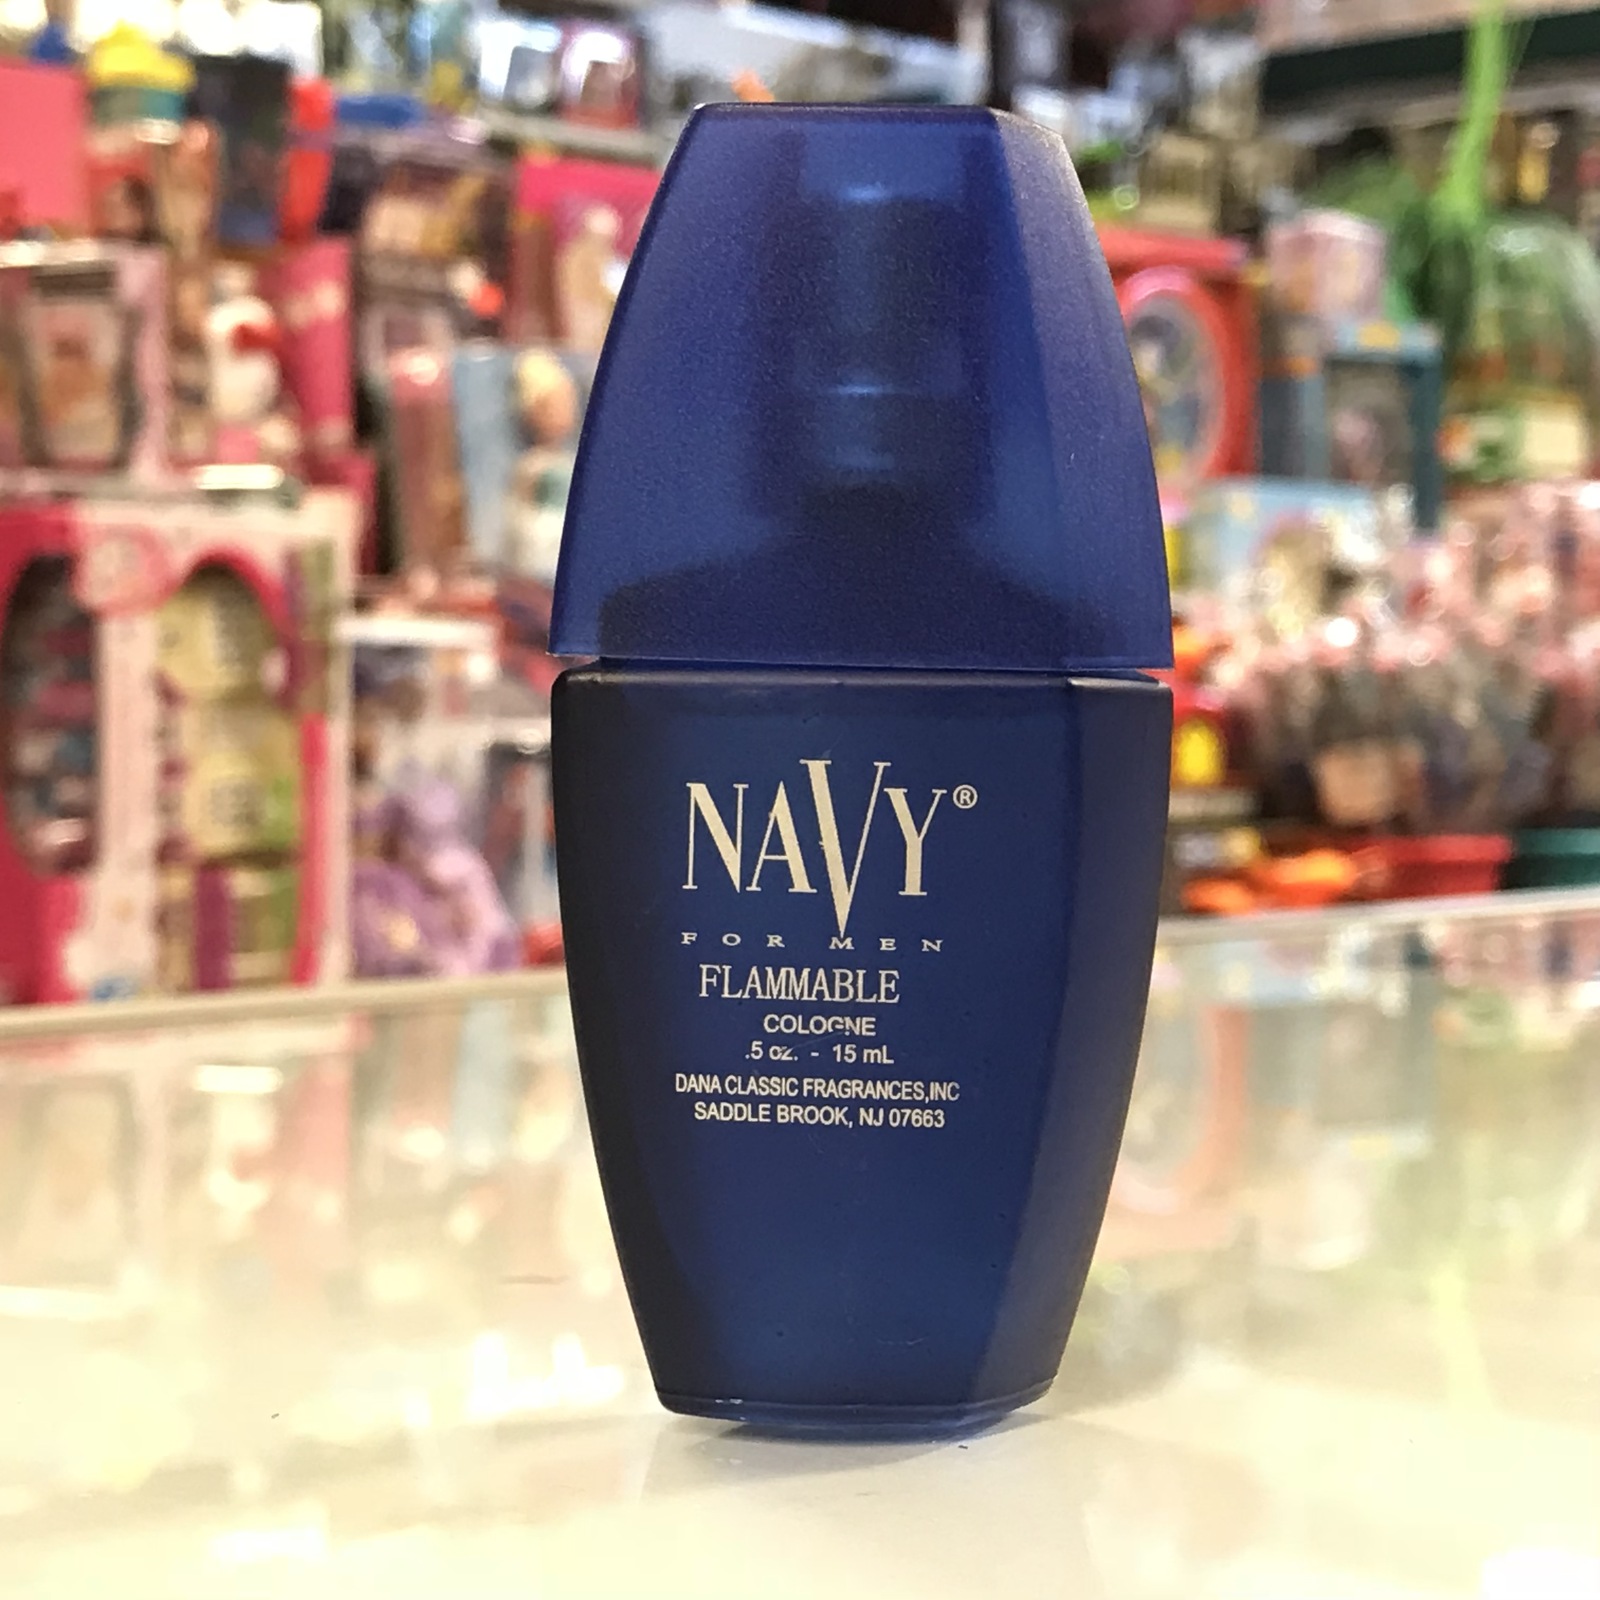 NAVY®
FOR MEN
FLAMMABLE
COLOGNE
.5 oz. - 15 mL
DANA CLASSIC FRAGRANCES,INC
SADDLE BROOK, NJ 07663